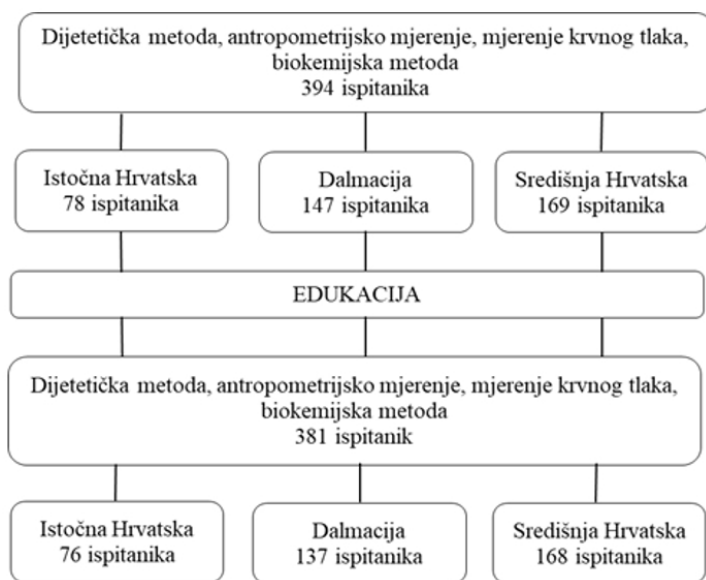 Dijetetička metoda, antropometrijsko mjerenje, mjerenje krvnog tlaka,
biokemijska metoda
394 ispitanika
Istočna Hrvatska
78 ispitanika
Dalmacija
147 ispitanika
Središnja Hrvatska
169 ispitanika
EDUKACIJA
Dijetetička metoda, antropometrijsko mjerenje, mjerenje krvnog tlaka,
biokemijska metoda
381 ispitanik
Istočna Hrvatska
76 ispitanika
Dalmacija
137 ispitanika
Središnja Hrvatska
168 ispitanika